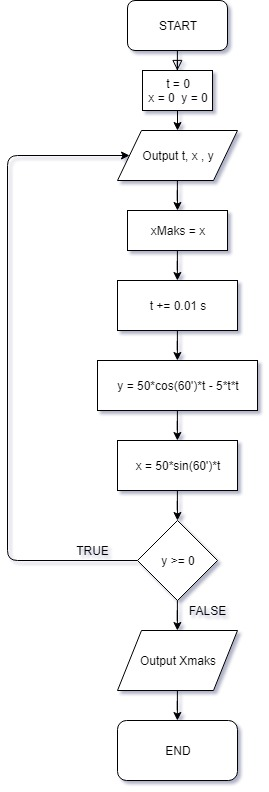 START
t = 0
x = 0 y = 0
Output t, x , y
xMaks = x
t += 0.01 s
y = 50*cos(60')*t - 5*t*t
x = 50*sin(60')*t
y >= 0
TRUE
FALSE
Output Xmaks
END